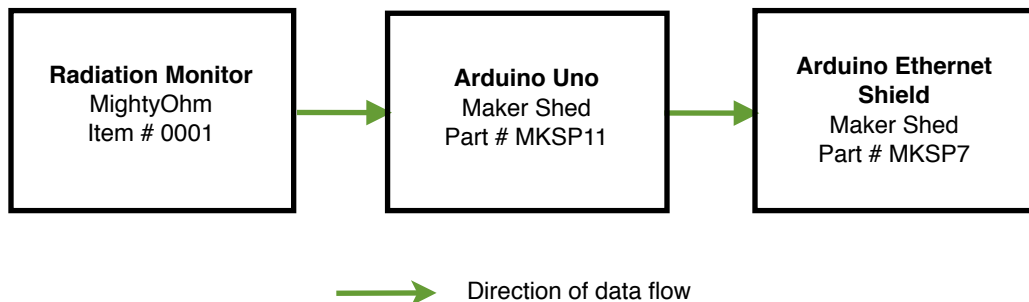 Radiation Monitor
MightyOhm
Item # 0001
Arduino Uno
Maker Shed
Part # MKSP11
Arduino Ethernet
Shield
Maker Shed
Part # MKSP7
Direction of data flow